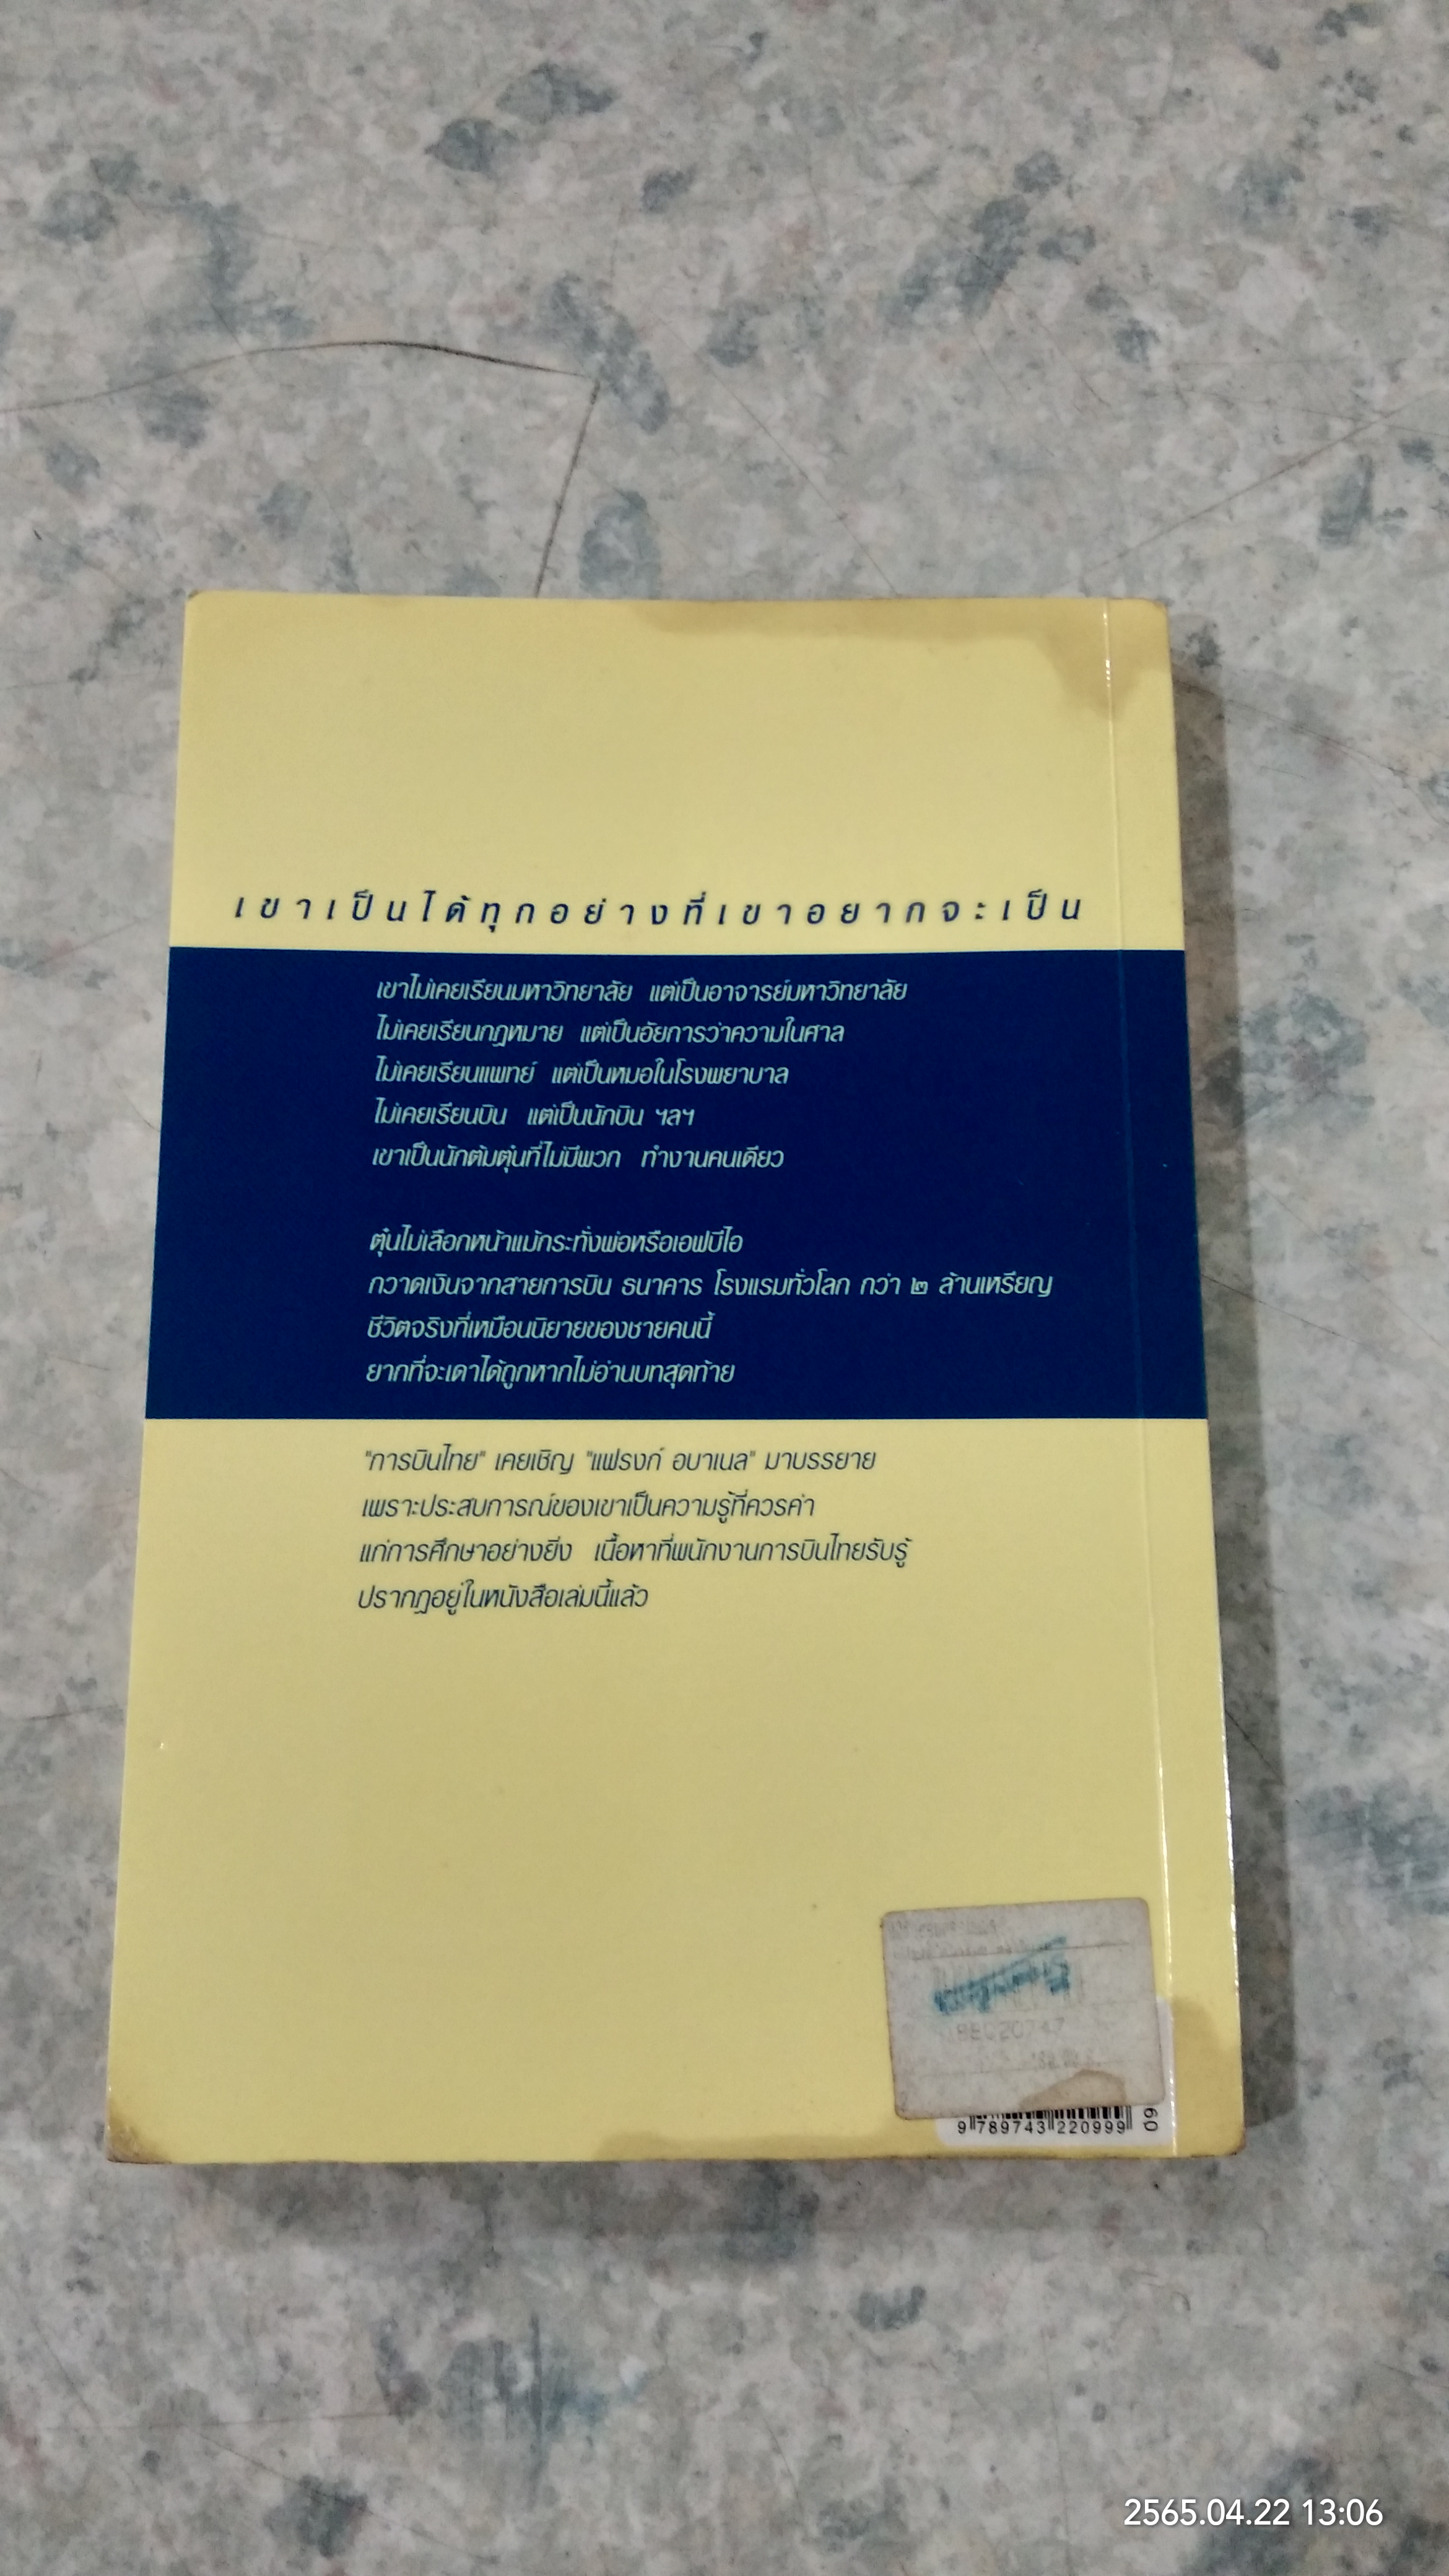 เขาเป็นได้ทุกอย่างที่เขาอยากจะเป็น
เขาไม่เคยเรียนมหาวิทยาลัย แต่เป็นอาจารย์มหาวิทยาลัย
ไม่เคยเรียนกฎหมาย แต่เป็นอัยการว่าความในศาล
ไม่เคยเรียนแพทย์ แต่เป็นหมอในโรงพยาบาล
ไม่เคยเรียนบิน แต่เป็นนักบิน ฯลฯ
เขาเป็นนักต้มตุ๋นที่ไม่มีพวก ทำงานคนเดียว
ตุ๋นไม่เลือกหน้าแม้กระทั่งพ่อหรือเอฟบีไอ
กวาดเงินจากสายการบิน ธนาคาร โรงแรมทั่วโลก กว่า ๒ ล้านเหรียญ
ชีวิตจริงที่เหมือนนิยายของชายคนนี้
ยากที่จะเดาได้ถูกหากไม่อ่านบทสุดท้าย
"การบินไทย" เคยเชิญ "แฟรงก์ อบาเนล" มาบรรยาย
เพราะประสบการณ์ของเขาเป็นความรู้ที่ควรค่า
แก่การศึกษาอย่างยิ่ง เนื้อหาที่พนักงานการบินไทยรับรู้
ปรากฏอยู่ในหนังสือเล่มนี้แล้ว
9 789743 220999
09
2565.04.22 13:06